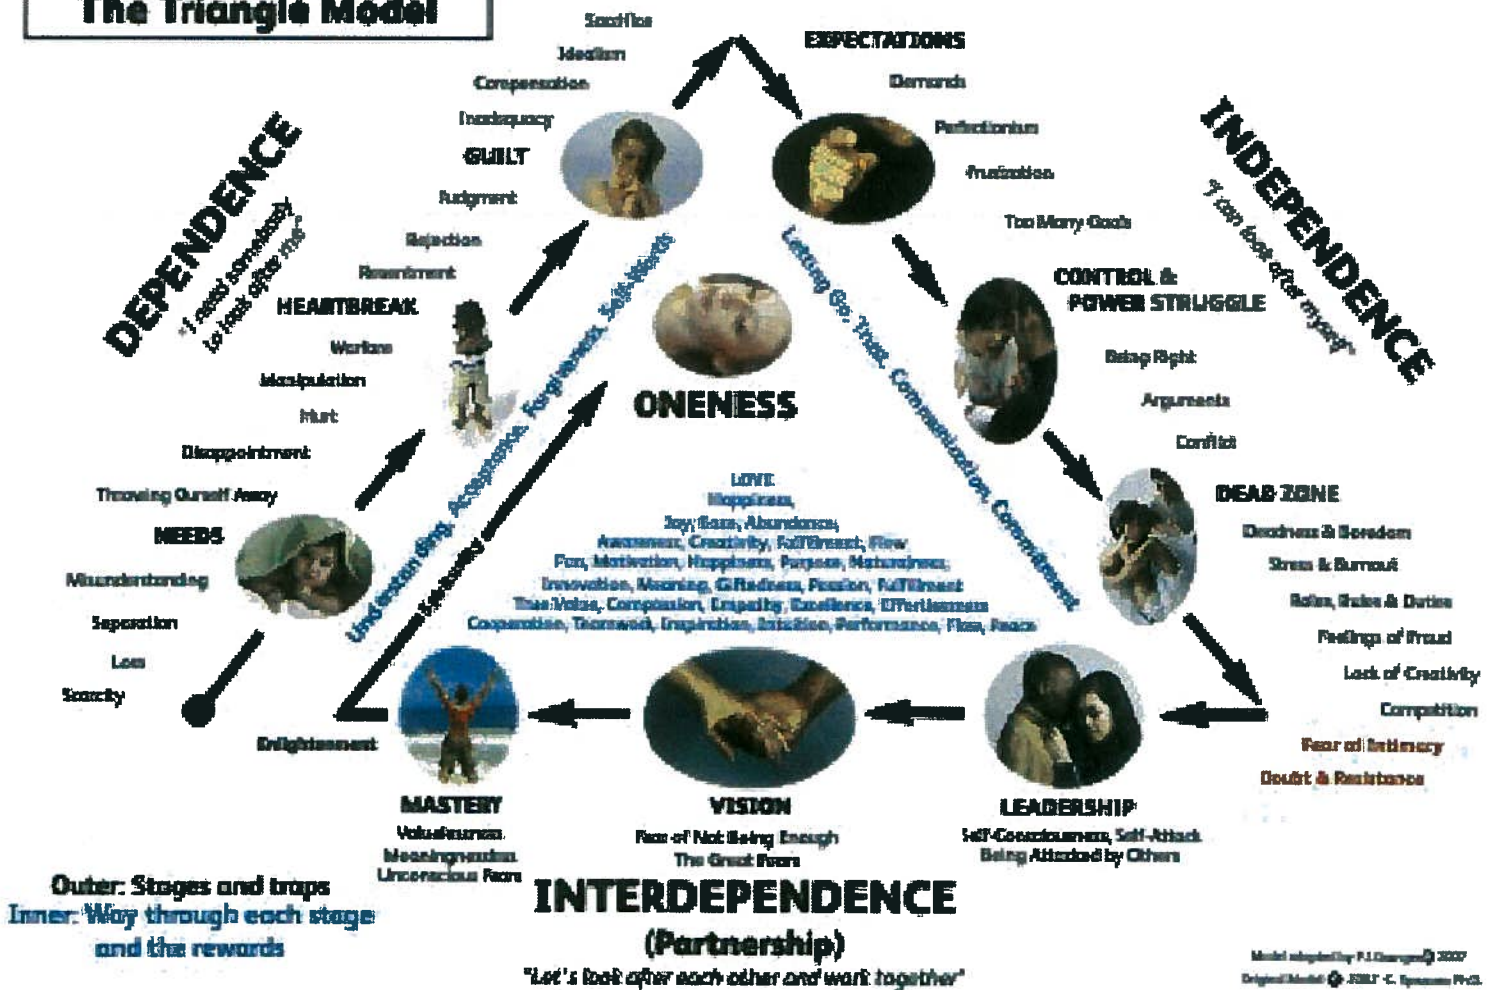 The Triangle Model
Sacrifice
Idealism
Compensation
Inadequacy
GUILT
Judgment
Rejection
Resentment
HEARTBREAK
Manipulation
Hurt
Disappointment
Throwing Ourself Away
NEEDS
Misunderstanding
Separation
Loss
Scarcity
DEPENDENCE
"I need somebody
to look after me"
EXPECTATIONS
Demands
Perfectionism
Frustration
Too Many Goals
CONTROL &
POWER STRUGGLE
Being Right
Arguments
Conflict
DEAD ZONE
Deadness & Boredom
Stress & Burnout
Roles, Rules & Duties
Feelings of Fraud
Lack of Creativity
Competition
Fear of Intimacy
Doubt & Resistance
INDEPENDENCE
"I can look after myself"
Understanding, Acceptance, Forgiveness, Self-Worth
Letting Go, Trust, Communication, Commitment
ONENESS
LOVE
Happiness,
Joy, Ease, Abundance,
Awareness, Creativity, Fulfillment, Flow
Fun, Motivation, Happiness, Purpose, Naturalness,
Innovation, Meaning, Giftedness, Passion, Fulfillment
True Value, Compassion, Empathy, Excellence, Effortlessness
Cooperation, Teamwork, Inspiration, Intuition, Performance, Flow, Peace
Enlightenment
MASTERY
Unconscious Fears
VISION
Fear of Not Being Enough
The Great Fears
LEADERSHIP
Self-Consciousness, Self-Attack
Being Attacked by Others
INTERDEPENDENCE
(Partnership)
"Let's look after each other and work together"
Outer: Stages and traps
Inner: Way through each stage
and the rewards